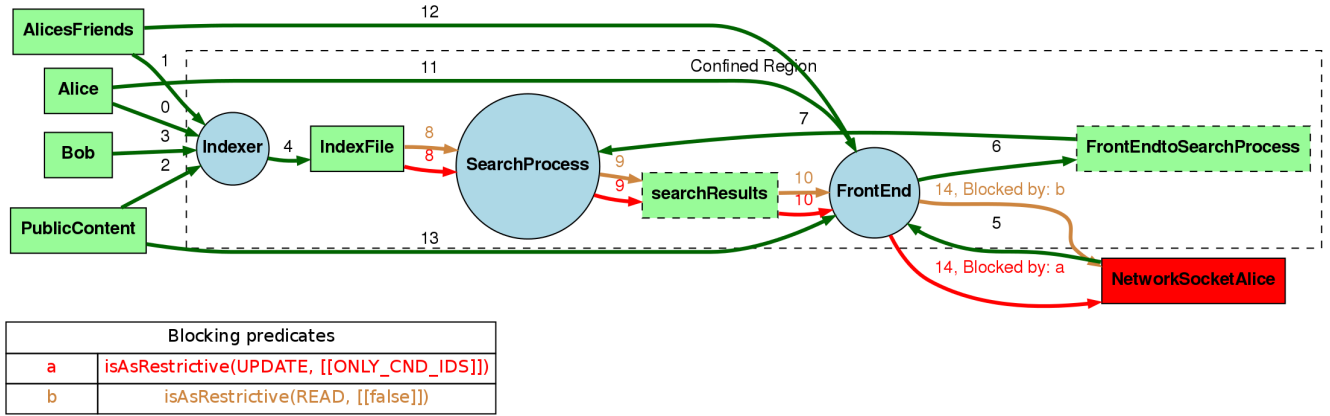 12
AlicesFriends
1
Confined Region
11
Alice
0
7
3
8
6
Indexer
4
IndexFile
Bob
8
FrontEndtoSearchProcess
SearchProcess
9
2
10
14, Blocked by: b
9
searchResults
FrontEnd
10
PublicContent
5
13
14, Blocked by: a
NetworkSocketAlice
Blocking predicates
a isAsRestrictive(UPDATE, [[ONLY_CND_IDS]])
b isAsRestrictive(READ, [[false]])